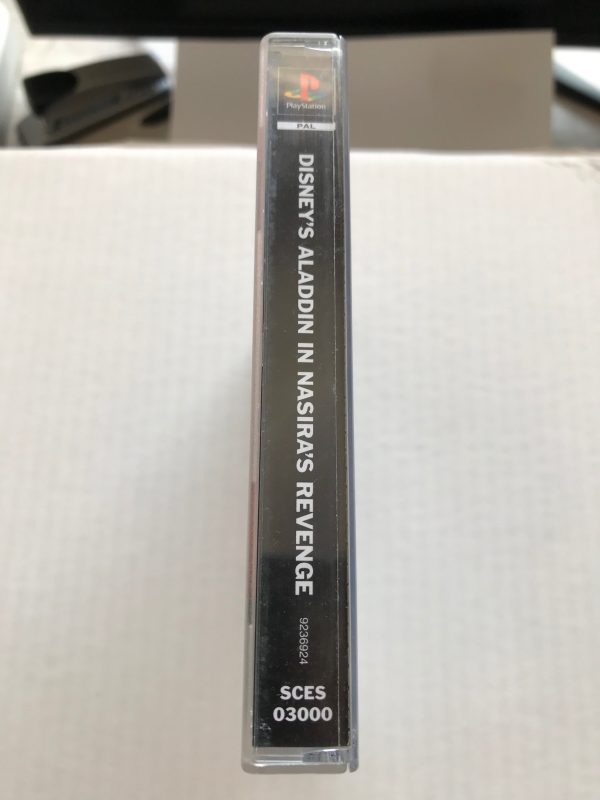 PlayStation
PAL
DISNEY'S ALADDIN IN NASIRA'S REVENGE
9236924
SCES
03000